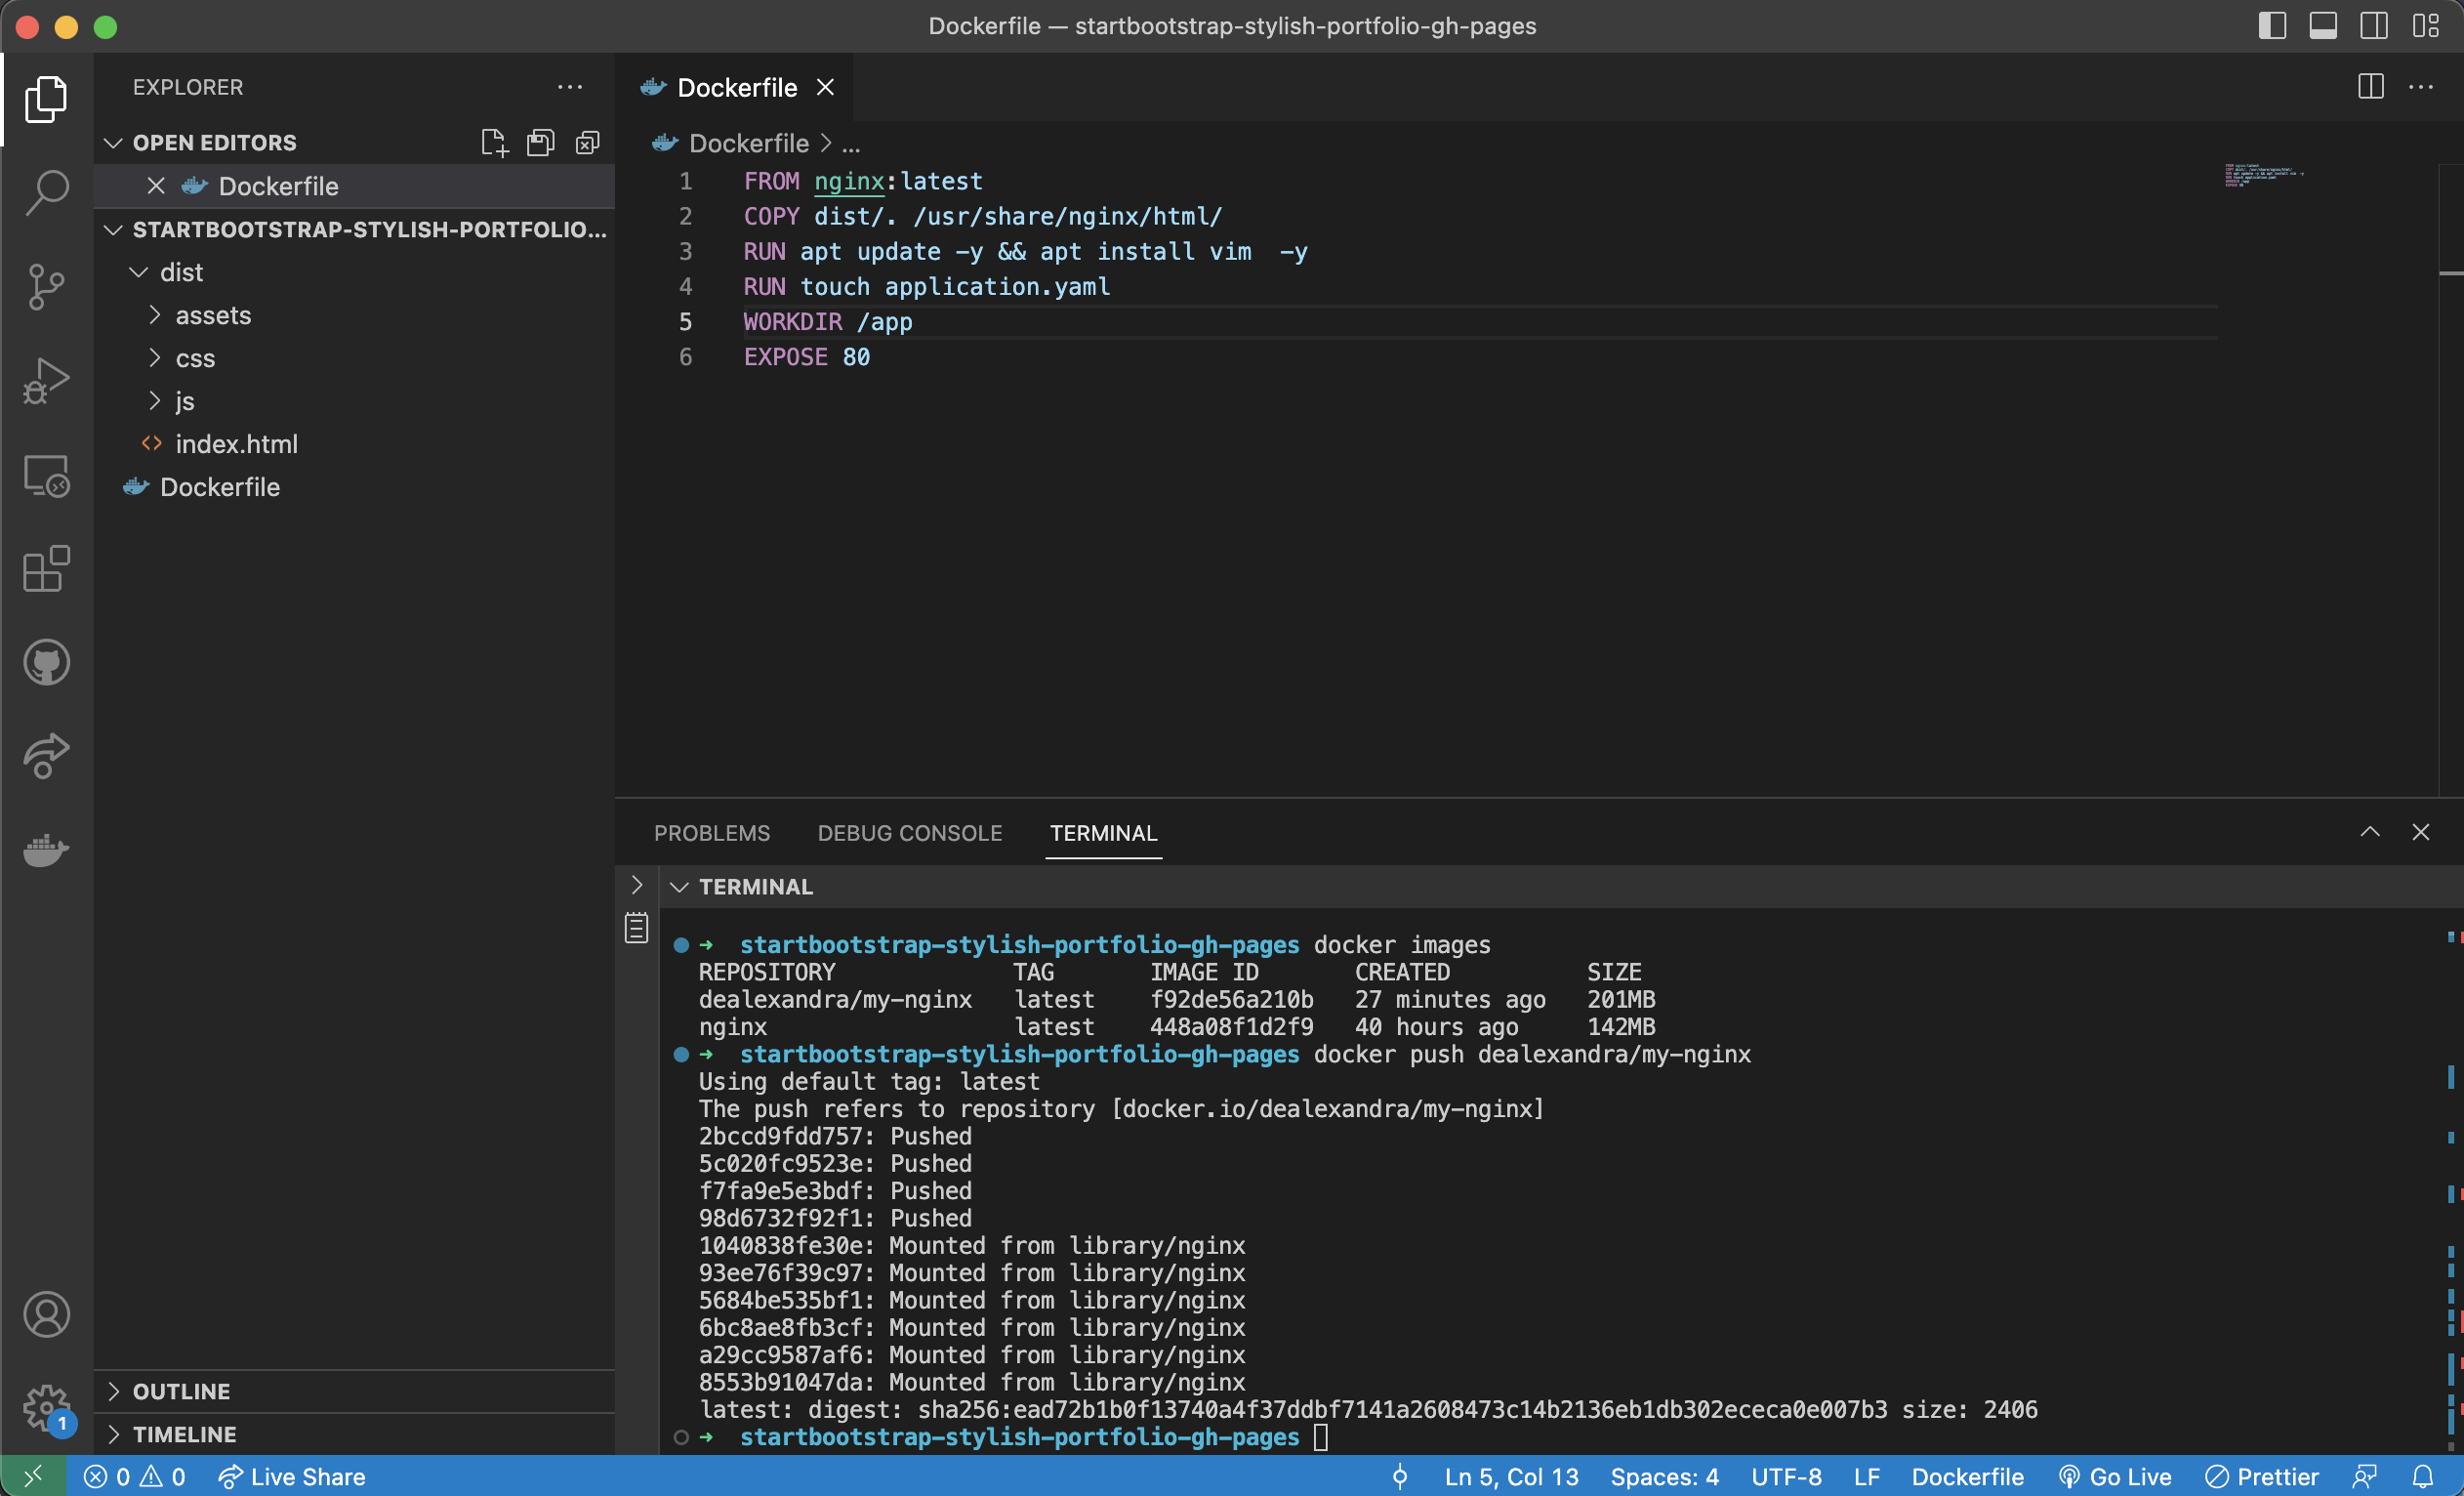 Dockerfile — startbootstrap-stylish-portfolio-gh-pages
EXPLORER
OPEN EDITORS
Dockerfile
STARTBOOTSTRAP-STYLISH-PORTFOLIO...
dist
assets
css
js
index.html
Dockerfile
OUTLINE
TIMELINE
1
Dockerfile
Dockerfile > ...
1 FROM nginx:latest
2 COPY dist/. /usr/share/nginx/html/
3 RUN apt update -y && apt install vim  -y
4 RUN touch application.yaml
5 WORKDIR /app
6 EXPOSE 80
PROBLEMS DEBUG CONSOLE TERMINAL
TERMINAL
➜ startbootstrap-stylish-portfolio-gh-pages docker images
REPOSITORY TAG IMAGE ID CREATED SIZE
dealexandra/my-nginx latest f92de56a210b 27 minutes ago 201MB
nginx latest 448a08f1d2f9 40 hours ago 142MB
➜ startbootstrap-stylish-portfolio-gh-pages docker push dealexandra/my-nginx
Using default tag: latest
The push refers to repository [docker.io/dealexandra/my-nginx]
2bccd9fdd757: Pushed
5c020fc9523e: Pushed
f7fa9e5e3bdf: Pushed
98d6732f92f1: Pushed
1040838fe30e: Mounted from library/nginx
93ee76f39c97: Mounted from library/nginx
5684be535bf1: Mounted from library/nginx
6bc8ae8fb3cf: Mounted from library/nginx
a29cc9587af6: Mounted from library/nginx
8553b91047da: Mounted from library/nginx
latest: digest: sha256:ead72b1b0f13740a4f37ddbf7141a2608473c14b2136eb1db302ececa0e007b3 size: 2406
➜ startbootstrap-stylish-portfolio-gh-pages
0 0 Live Share Ln 5, Col 13 Spaces: 4 UTF-8 LF Dockerfile Go Live Prettier